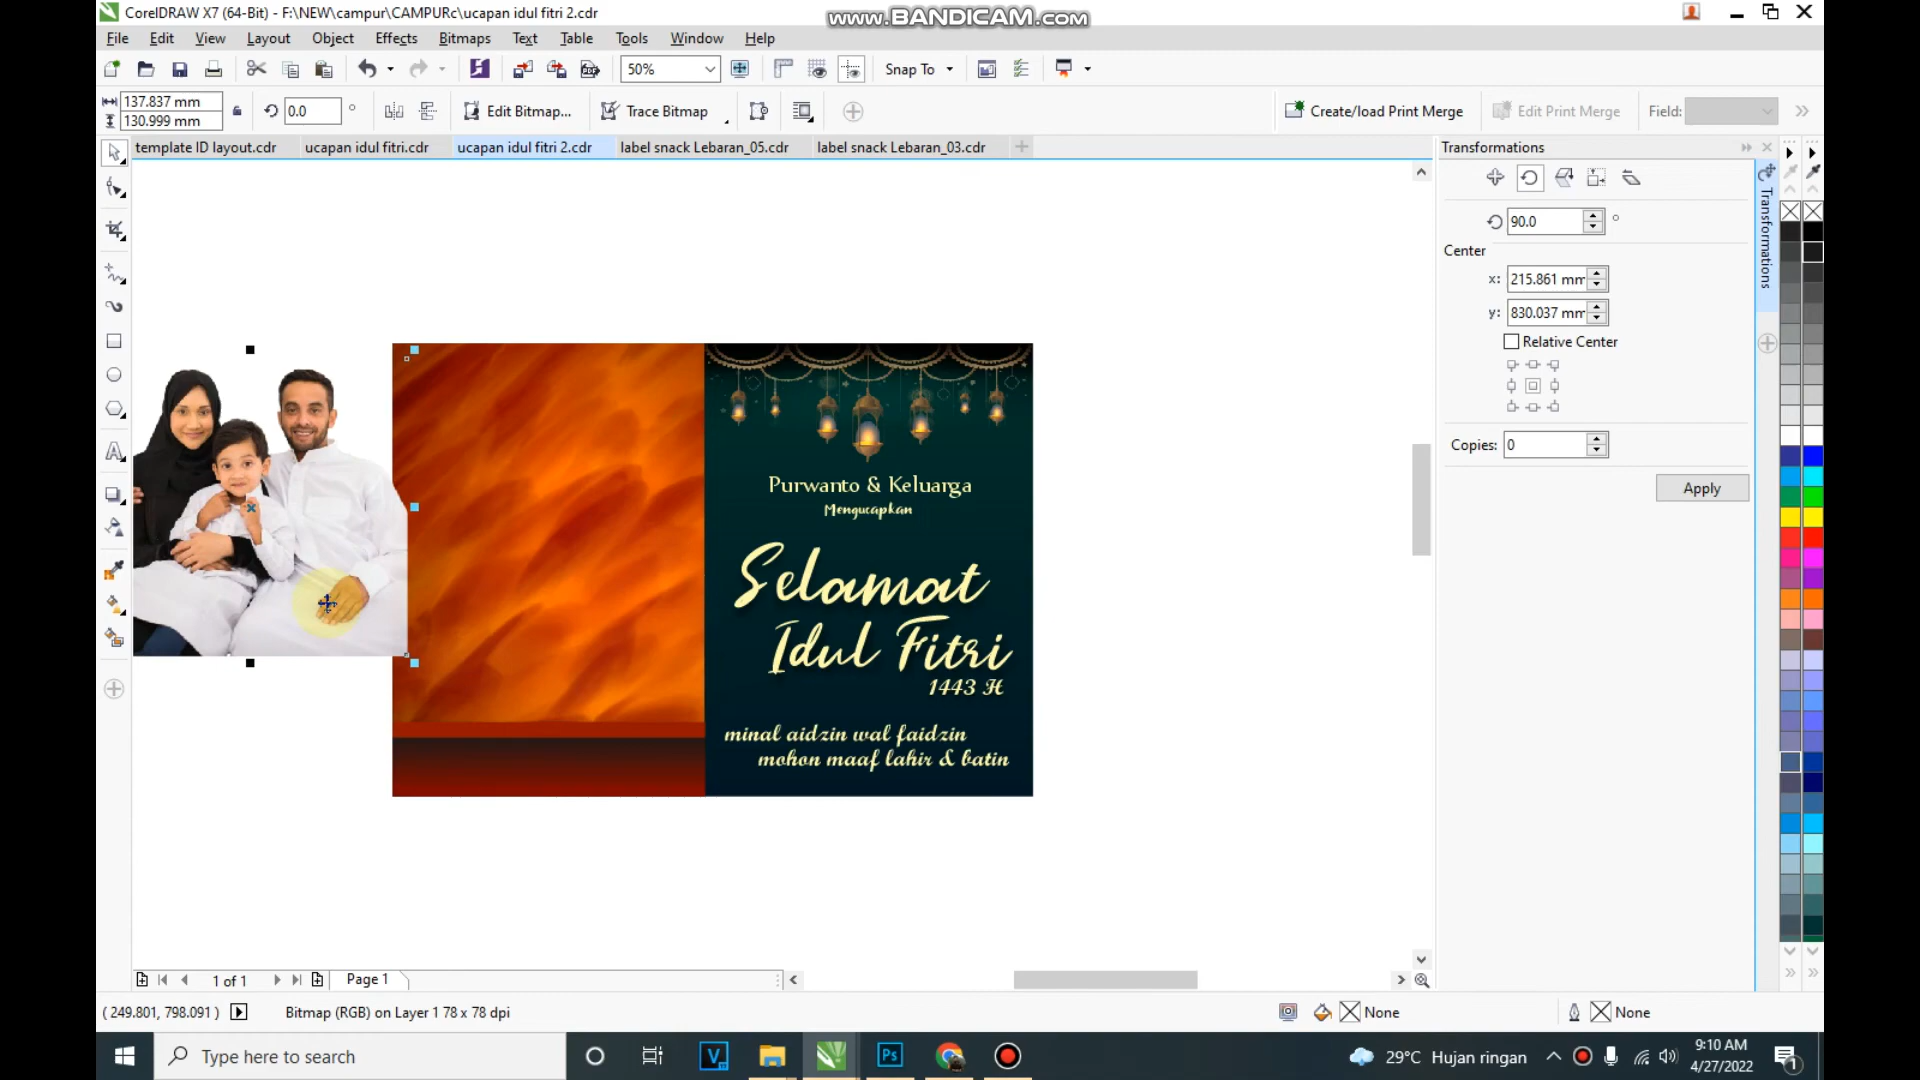 CorelDRAW X7 (64-Bit) - F:\NEW\campur\CAMPURc\ucapan idul fitri 2.cdr
www.BANDICAM.com
File Edit View Layout Object Effects Bitmaps Text Table Tools Window Help
50% Snap To
137.837 mm
130.999 mm
0.0 ° Edit Bitmap... Trace Bitmap Create/load Print Merge Edit Print Merge Field:
template ID layout.cdr ucapan idul fitri.cdr ucapan idul fitri 2.cdr label snack Lebaran_05.cdr label snack Lebaran_03.cdr
Transformations
90.0 °
Center
x: 215.861 mm
y: 830.037 mm
Relative Center
Copies: 0
Apply
Transformations
Purwanto & Keluarga
Mengucapkan
Selamat
Idul Fitri
1443 H
minal aidzin wal faidzin
mohon maaf lahir & batin
1 of 1 Page 1
( 249.801, 798.091 ) Bitmap (RGB) on Layer 1 78 x 78 dpi None None
Type here to search
V
Ps
29°C Hujan ringan
9:10 AM
4/27/2022
1